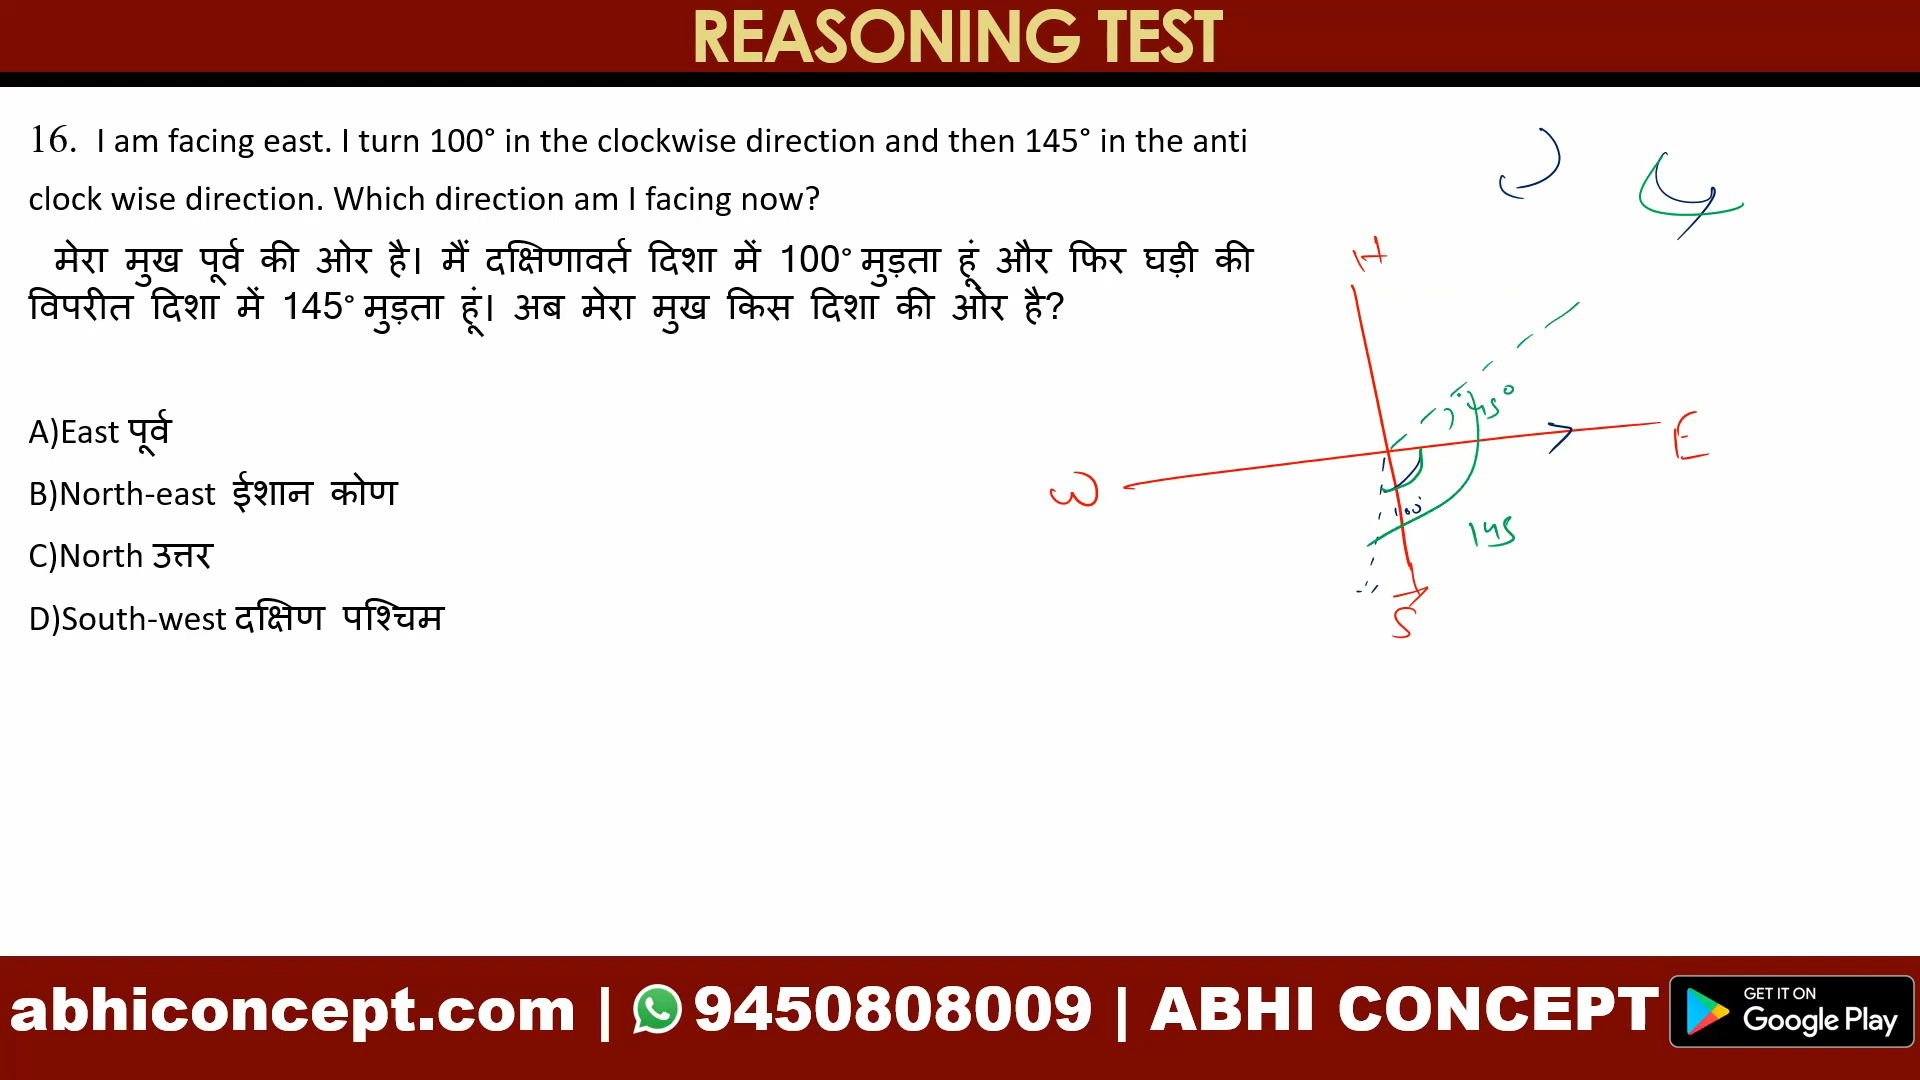 REASONING TEST
16. I am facing east. I turn 100° in the clockwise direction and then 145° in the anti
clock wise direction. Which direction am I facing now?
मेरा मुख पूर्व की ओर है। मैं दक्षिणावर्त दिशा में 100° मुड़ता हूं और फिर घड़ी की
विपरीत दिशा में 145° मुड़ता हूं। अब मेरा मुख किस दिशा की ओर है?
A)East पूर्व
B)North-east ईशान कोण
C)North उत्तर
D)South-west दक्षिण पश्चिम
45°
E
W
100°
145
S
abhiconcept.com | 9450808009 | ABHI CONCEPT
GET IT ON
Google Play